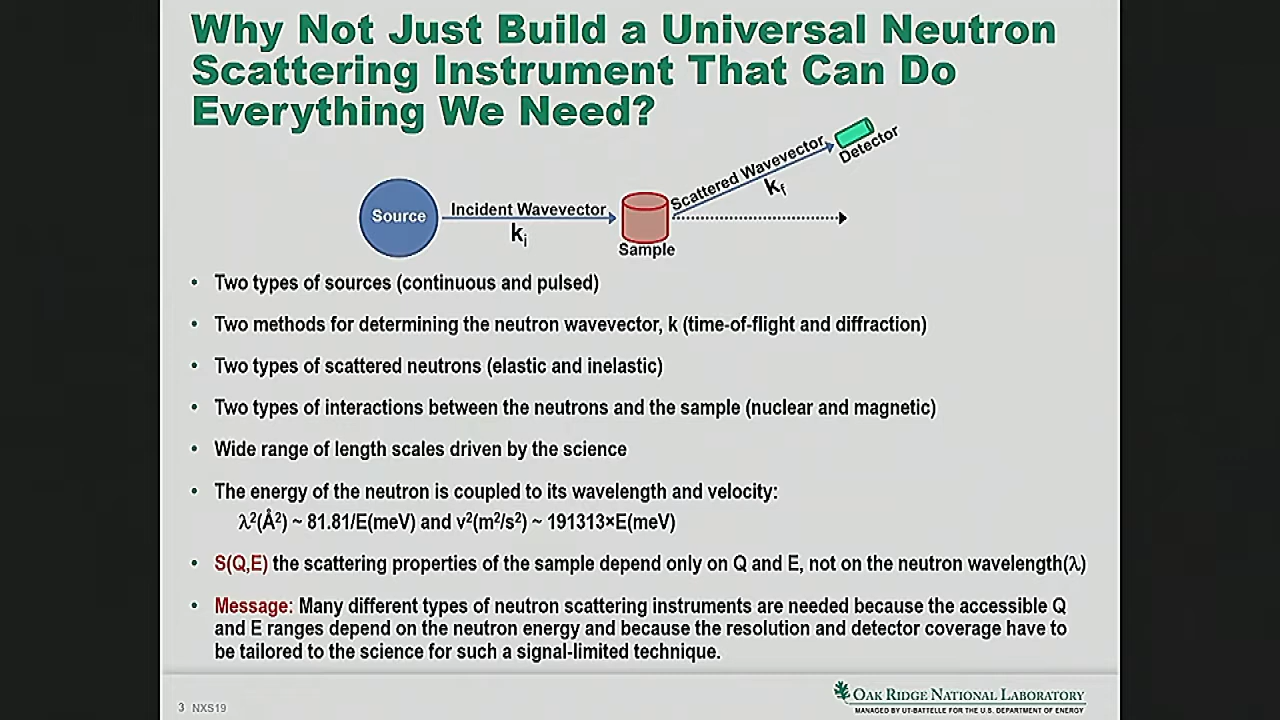 Why Not Just Build a Universal Neutron
Scattering Instrument That Can Do
Everything We Need?
Source
Incident Wavevector
kᵢ
Sample
Scattered Wavevector
k_f
Detector
• Two types of sources (continuous and pulsed)
• Two methods for determining the neutron wavevector, k (time-of-flight and diffraction)
• Two types of scattered neutrons (elastic and inelastic)
• Two types of interactions between the neutrons and the sample (nuclear and magnetic)
• Wide range of length scales driven by the science
• The energy of the neutron is coupled to its wavelength and velocity:
λ²(Å²) ~ 81.81/E(meV) and v²(m²/s²) ~ 191313×E(meV)
• S(Q,E) the scattering properties of the sample depend only on Q and E, not on the neutron wavelength(λ)
• Message: Many different types of neutron scattering instruments are needed because the accessible Q
and E ranges depend on the neutron energy and because the resolution and detector coverage have to
be tailored to the science for such a signal-limited technique.
3 NXS19
OAK RIDGE NATIONAL LABORATORY
MANAGED BY UT-BATTELLE FOR THE U.S. DEPARTMENT OF ENERGY